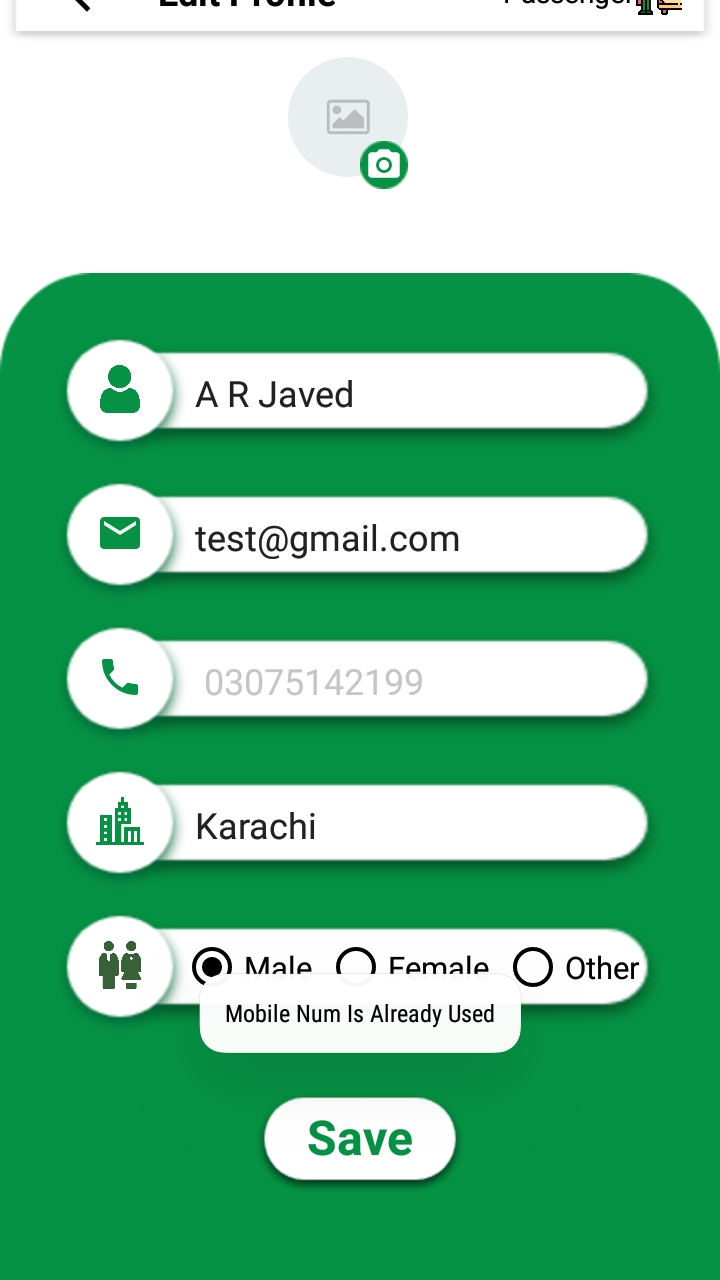 Edit Profile
Passenger
A R Javed
test@gmail.com
03075142199
Karachi
Male Female Other
Mobile Num Is Already Used
Save